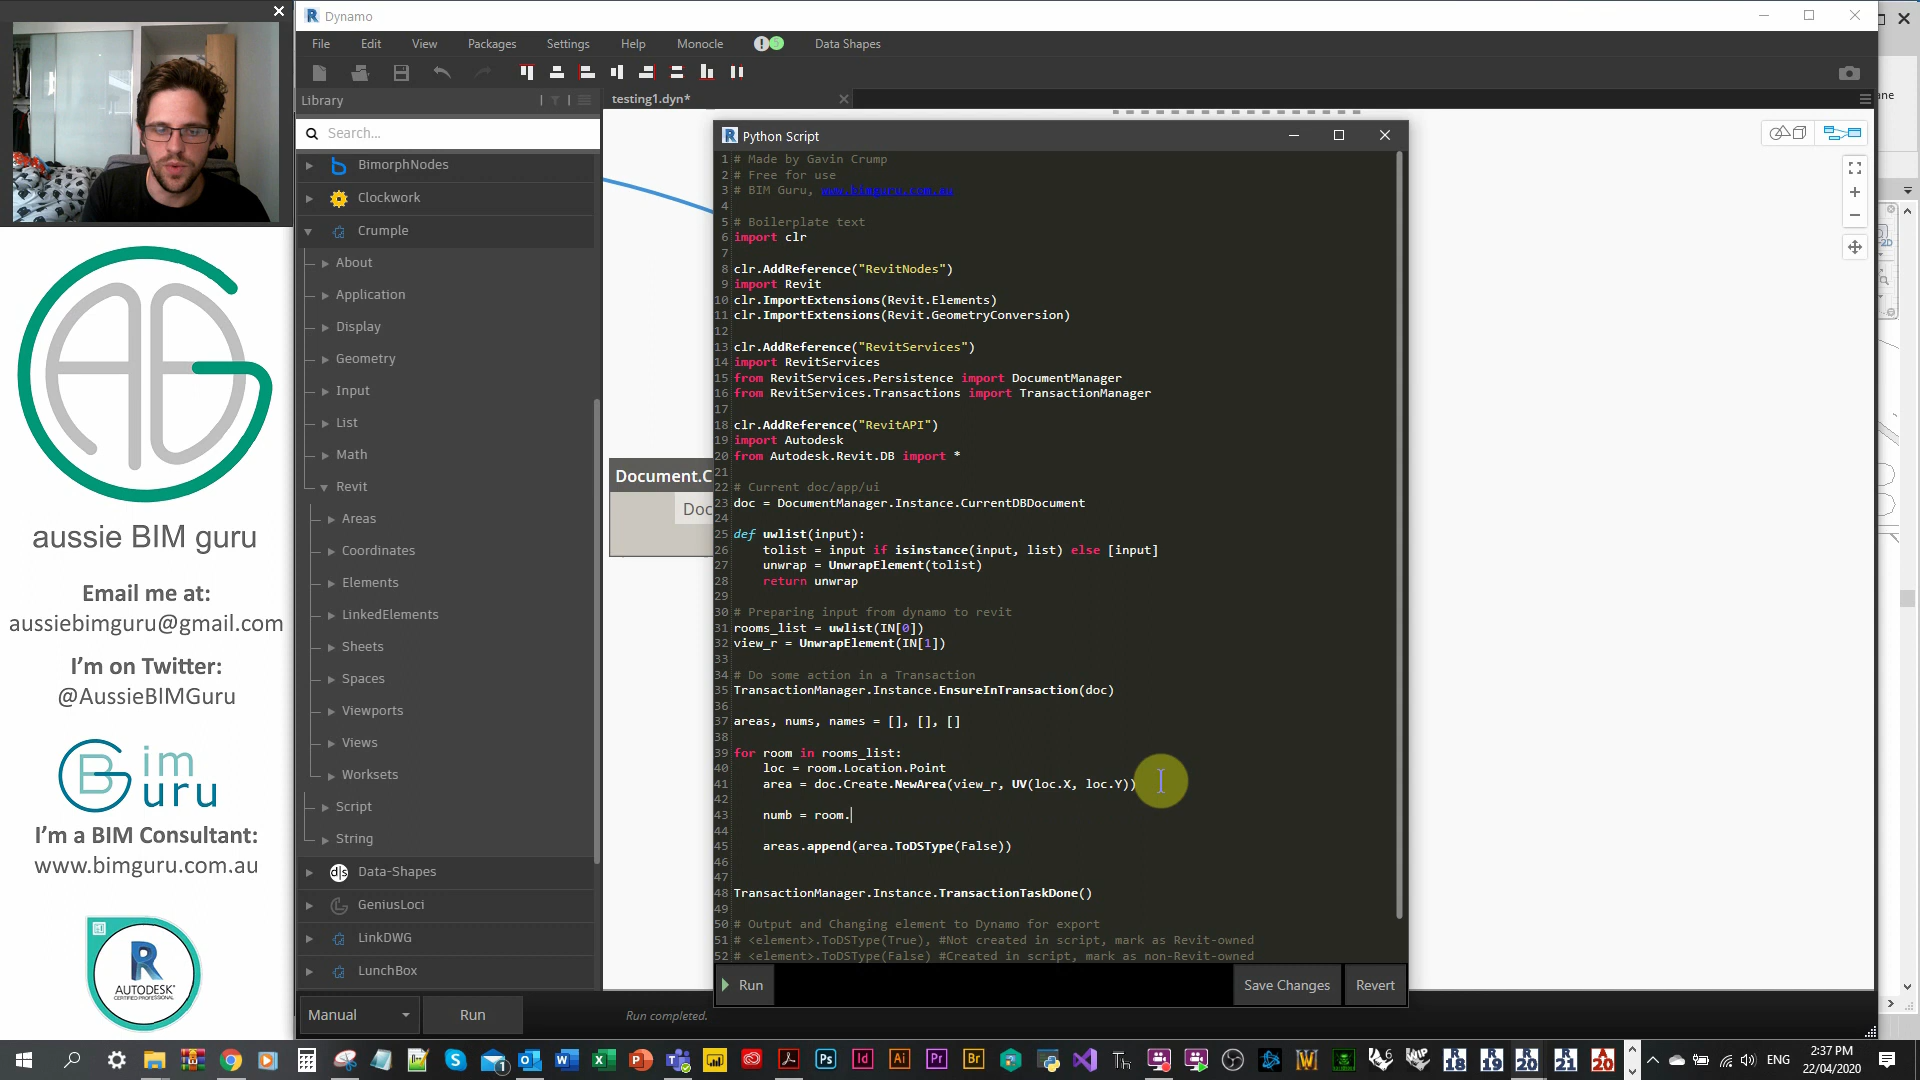 Dynamo
File Edit View Packages Settings Help Monocle Data Shapes
Library
testing1.dyn*
Search...
BimorphNodes
Clockwork
Crumple
About
Application
Display
Geometry
Input
List
Math
Revit
Areas
Coordinates
Elements
LinkedElements
Sheets
Spaces
Viewports
Views
Worksets
Script
String
Data-Shapes
GeniusLoci
LinkDWG
LunchBox
Manual
Run
Run completed.
Document.C
Doc
Python Script
1 # Made by Gavin Crump
2 # Free for use
3 # BIM Guru, www.bimguru.com.au
4
5 # Boilerplate text
6 import clr
7
8 clr.AddReference("RevitNodes")
9 import Revit
10 clr.ImportExtensions(Revit.Elements)
11 clr.ImportExtensions(Revit.GeometryConversion)
12
13 clr.AddReference("RevitServices")
14 import RevitServices
15 from RevitServices.Persistence import DocumentManager
16 from RevitServices.Transactions import TransactionManager
17
18 clr.AddReference("RevitAPI")
19 import Autodesk
20 from Autodesk.Revit.DB import *
21
22 # Current doc/app/ui
23 doc = DocumentManager.Instance.CurrentDBDocument
24
25 def uwlist(input):
26 tolist = input if isinstance(input, list) else [input]
27 unwrap = UnwrapElement(tolist)
28 return unwrap
29
30 # Preparing input from dynamo to revit
31 rooms_list = uwlist(IN[0])
32 view_r = UnwrapElement(IN[1])
33
34 # Do some action in a Transaction
35 TransactionManager.Instance.EnsureInTransaction(doc)
36
37 areas, nums, names = [], [], []
38
39 for room in rooms_list:
40 loc = room.Location.Point
41 area = doc.Create.NewArea(view_r, UV(loc.X, loc.Y))
42
43 numb = room.
44
45 areas.append(area.ToDSType(False))
46
47
48 TransactionManager.Instance.TransactionTaskDone()
49
50 # Output and Changing element to Dynamo for export
51 # <element>.ToDSType(True), #Not created in script, mark as Revit-owned
52 # <element>.ToDSType(False) #Created in script, mark as non-Revit-owned
Run
Save Changes
Revert
aussie BIM guru
Email me at:
aussiebimguru@gmail.com
I'm on Twitter:
@AussieBIMGuru
Bim
Guru
I'm a BIM Consultant:
www.bimguru.com.au
R
AUTODESK
CERTIFIED PROFESSIONAL
ane
2D
ENG
2:37 PM
22/04/2020